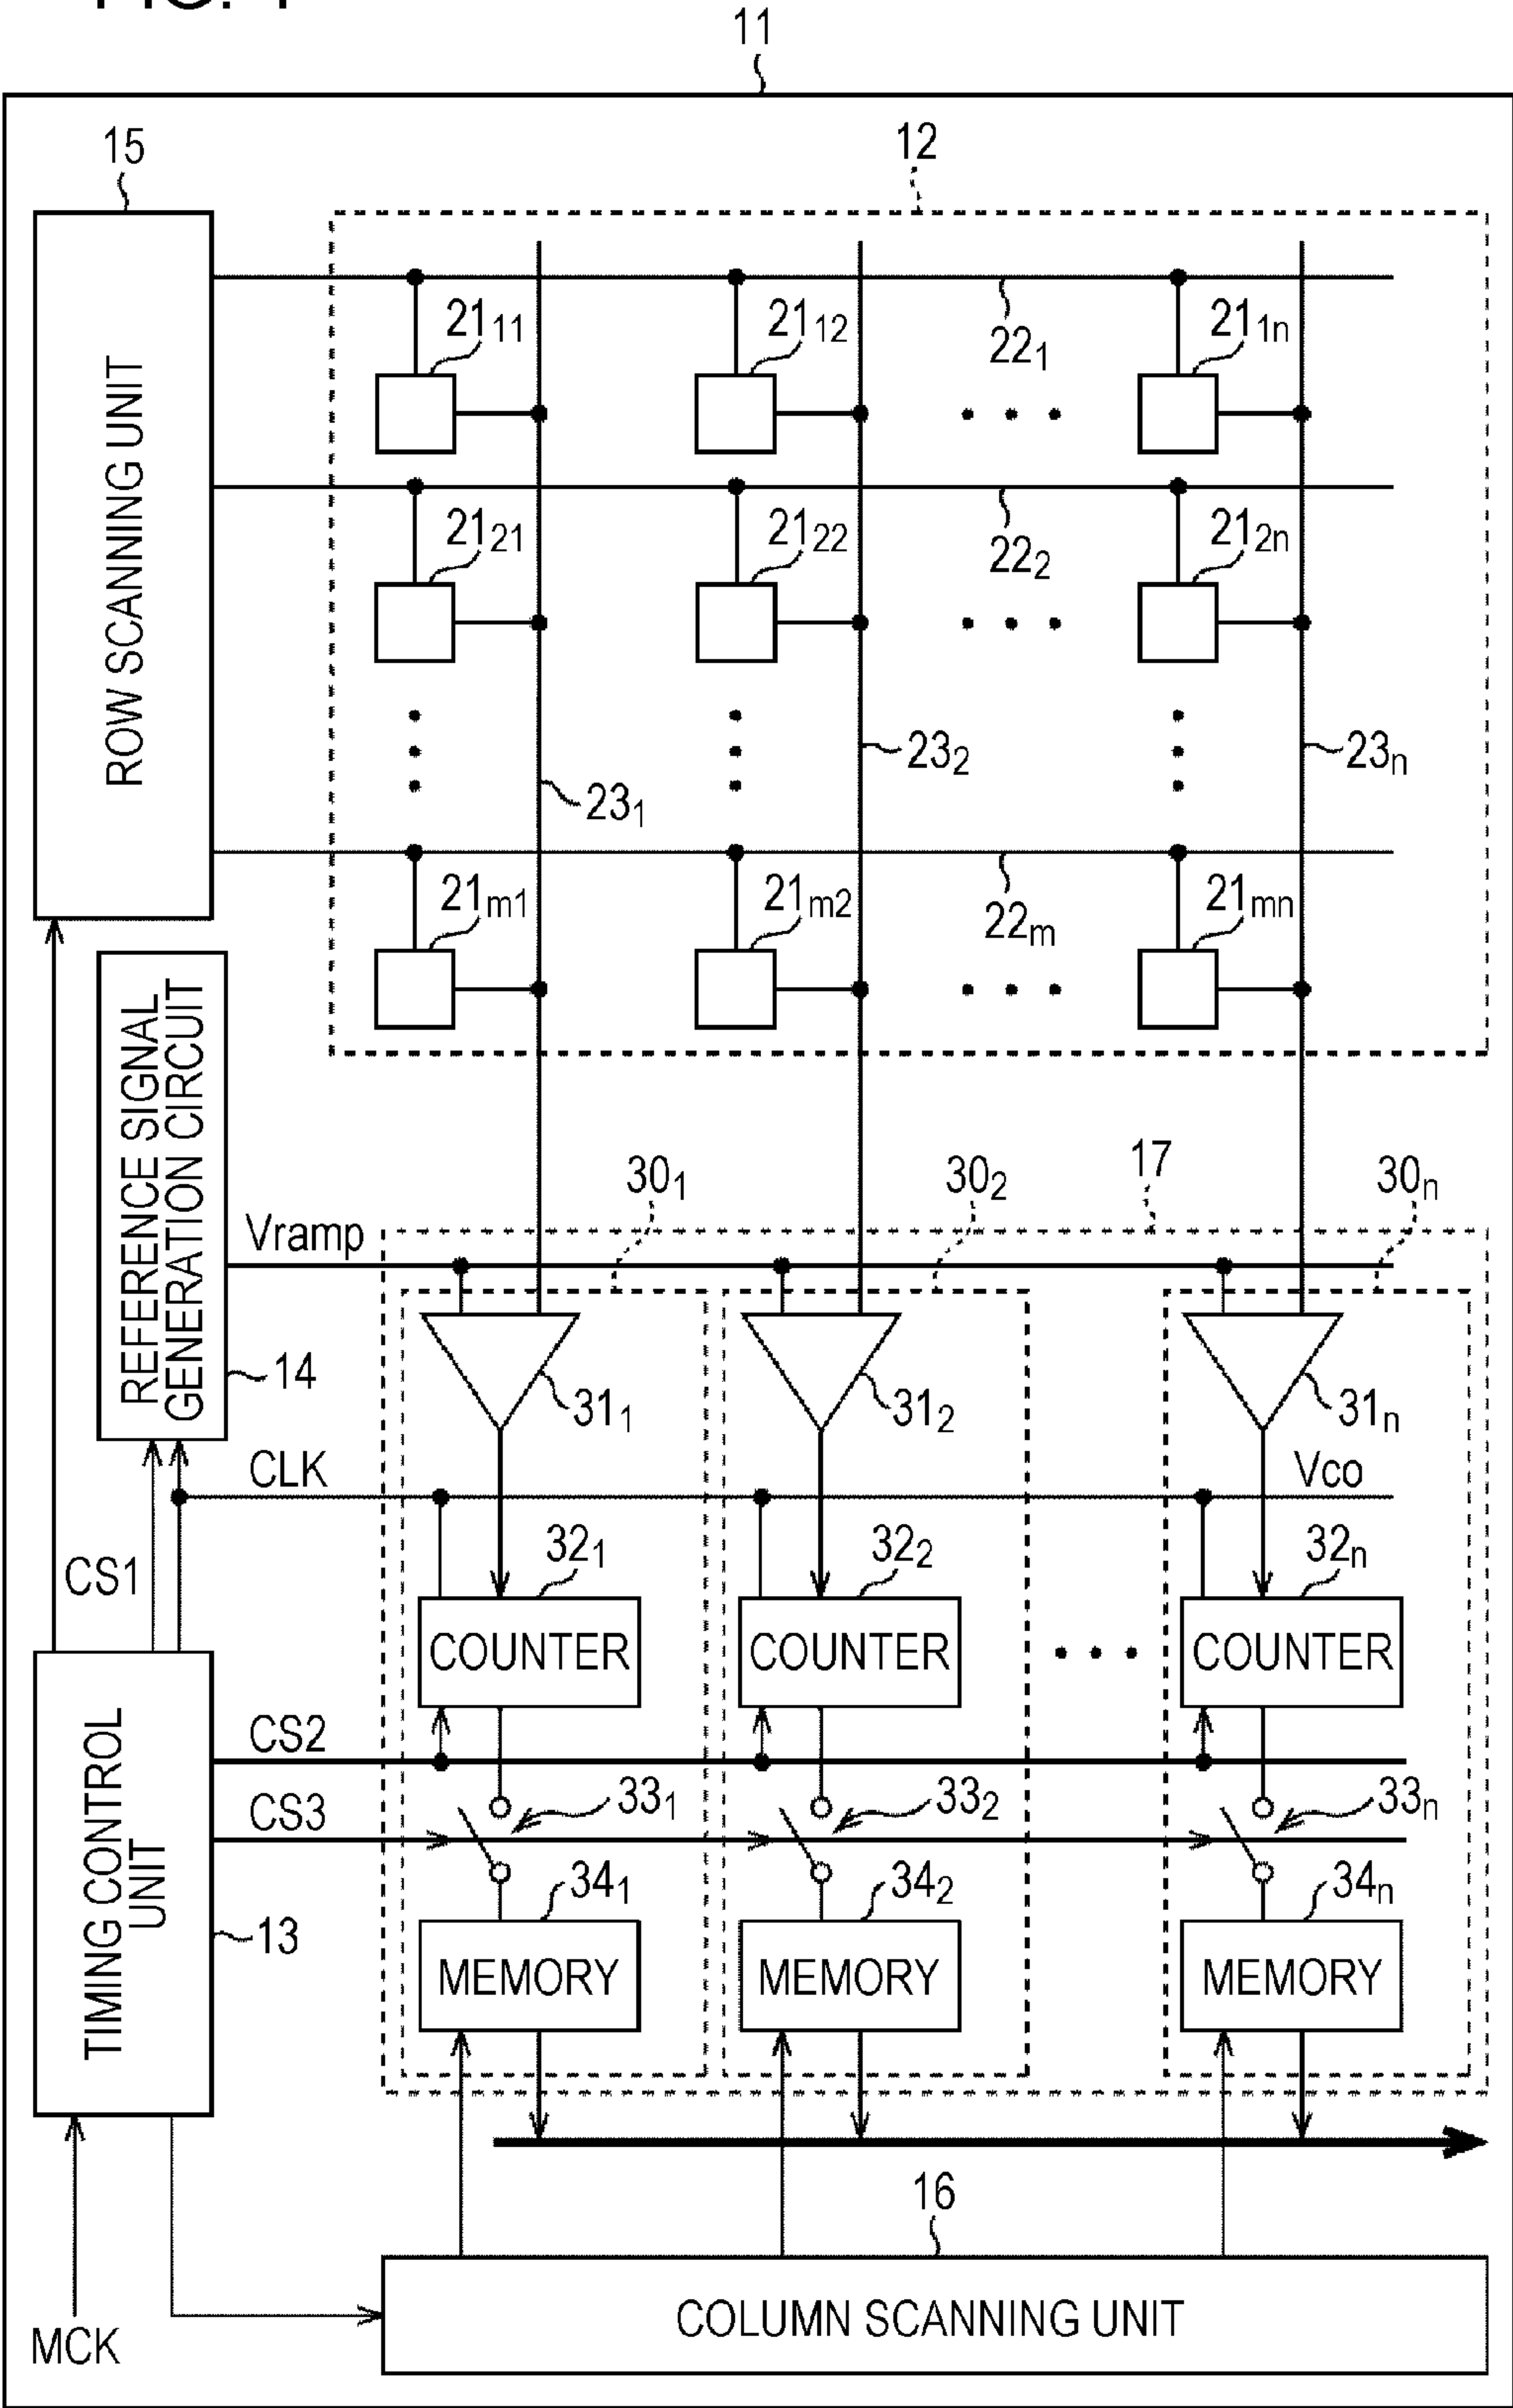 11
15
12
ROW SCANNING UNIT
21₁₁
21₁₂
22₁
21₁ₙ
21₂₁
21₂₂
22₂
21₂ₙ
23₁
23₂
23ₙ
21ₘ₁
21ₘ₂
22ₘ
21ₘₙ
REFERENCE SIGNAL
GENERATION CIRCUIT
14
Vramp
30₁
30₂
17
30ₙ
31₁
31₂
31ₙ
CLK
Vco
CS1
32₁
32₂
32ₙ
COUNTER
COUNTER
COUNTER
TIMING CONTROL
UNIT
13
CS2
CS3
33₁
33₂
33ₙ
34₁
34₂
34ₙ
MEMORY
MEMORY
MEMORY
16
COLUMN SCANNING UNIT
MCK